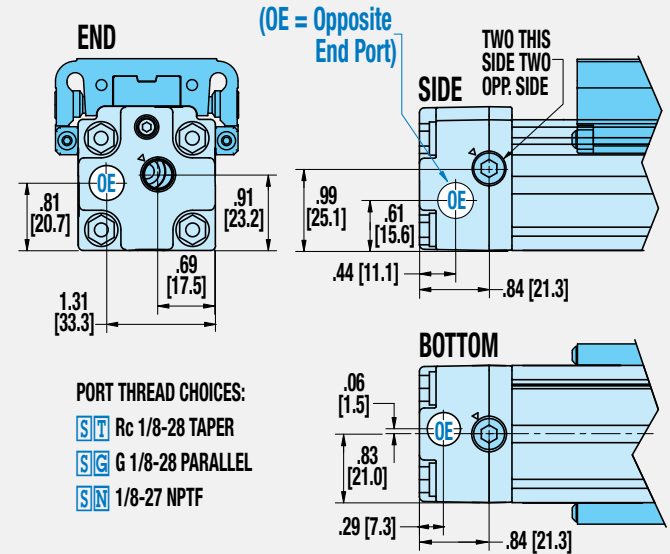 END
(OE = Opposite
End Port)
OE
.81
[20.7]
.91
[23.2]
.69
[17.5]
1.31
[33.3]
SIDE
TWO THIS
SIDE TWO
OPP. SIDE
OE
.99
[25.1]
.61
[15.6]
.44 [11.1]
.84 [21.3]
BOTTOM
OE
.06
[1.5]
.83
[21.0]
.29 [7.3]
.84 [21.3]
PORT THREAD CHOICES:
ST Rc 1/8-28 TAPER
SG G 1/8-28 PARALLEL
SN 1/8-27 NPTF